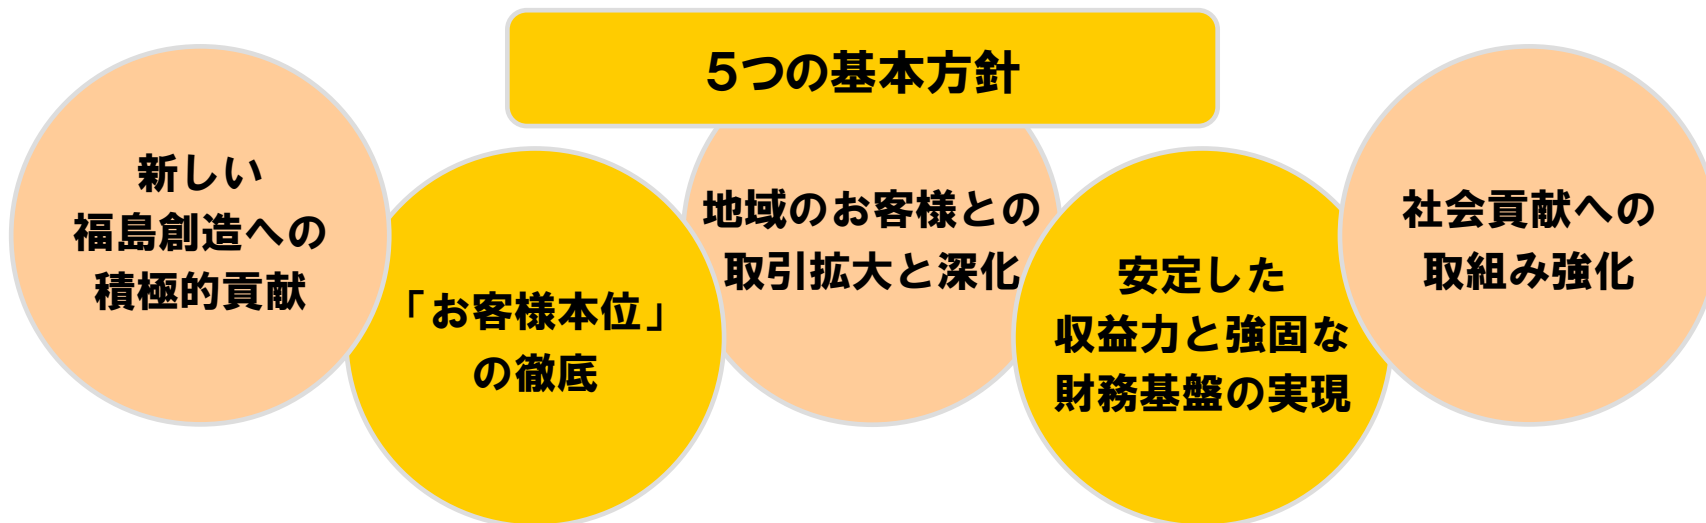 5つの基本方針
新しい
福島創造への
積極的貢献
「お客様本位」
の徹底
地域のお客様との
取引拡大と深化
安定した
収益力と強固な
財務基盤の実現
社会貢献への
取組み強化